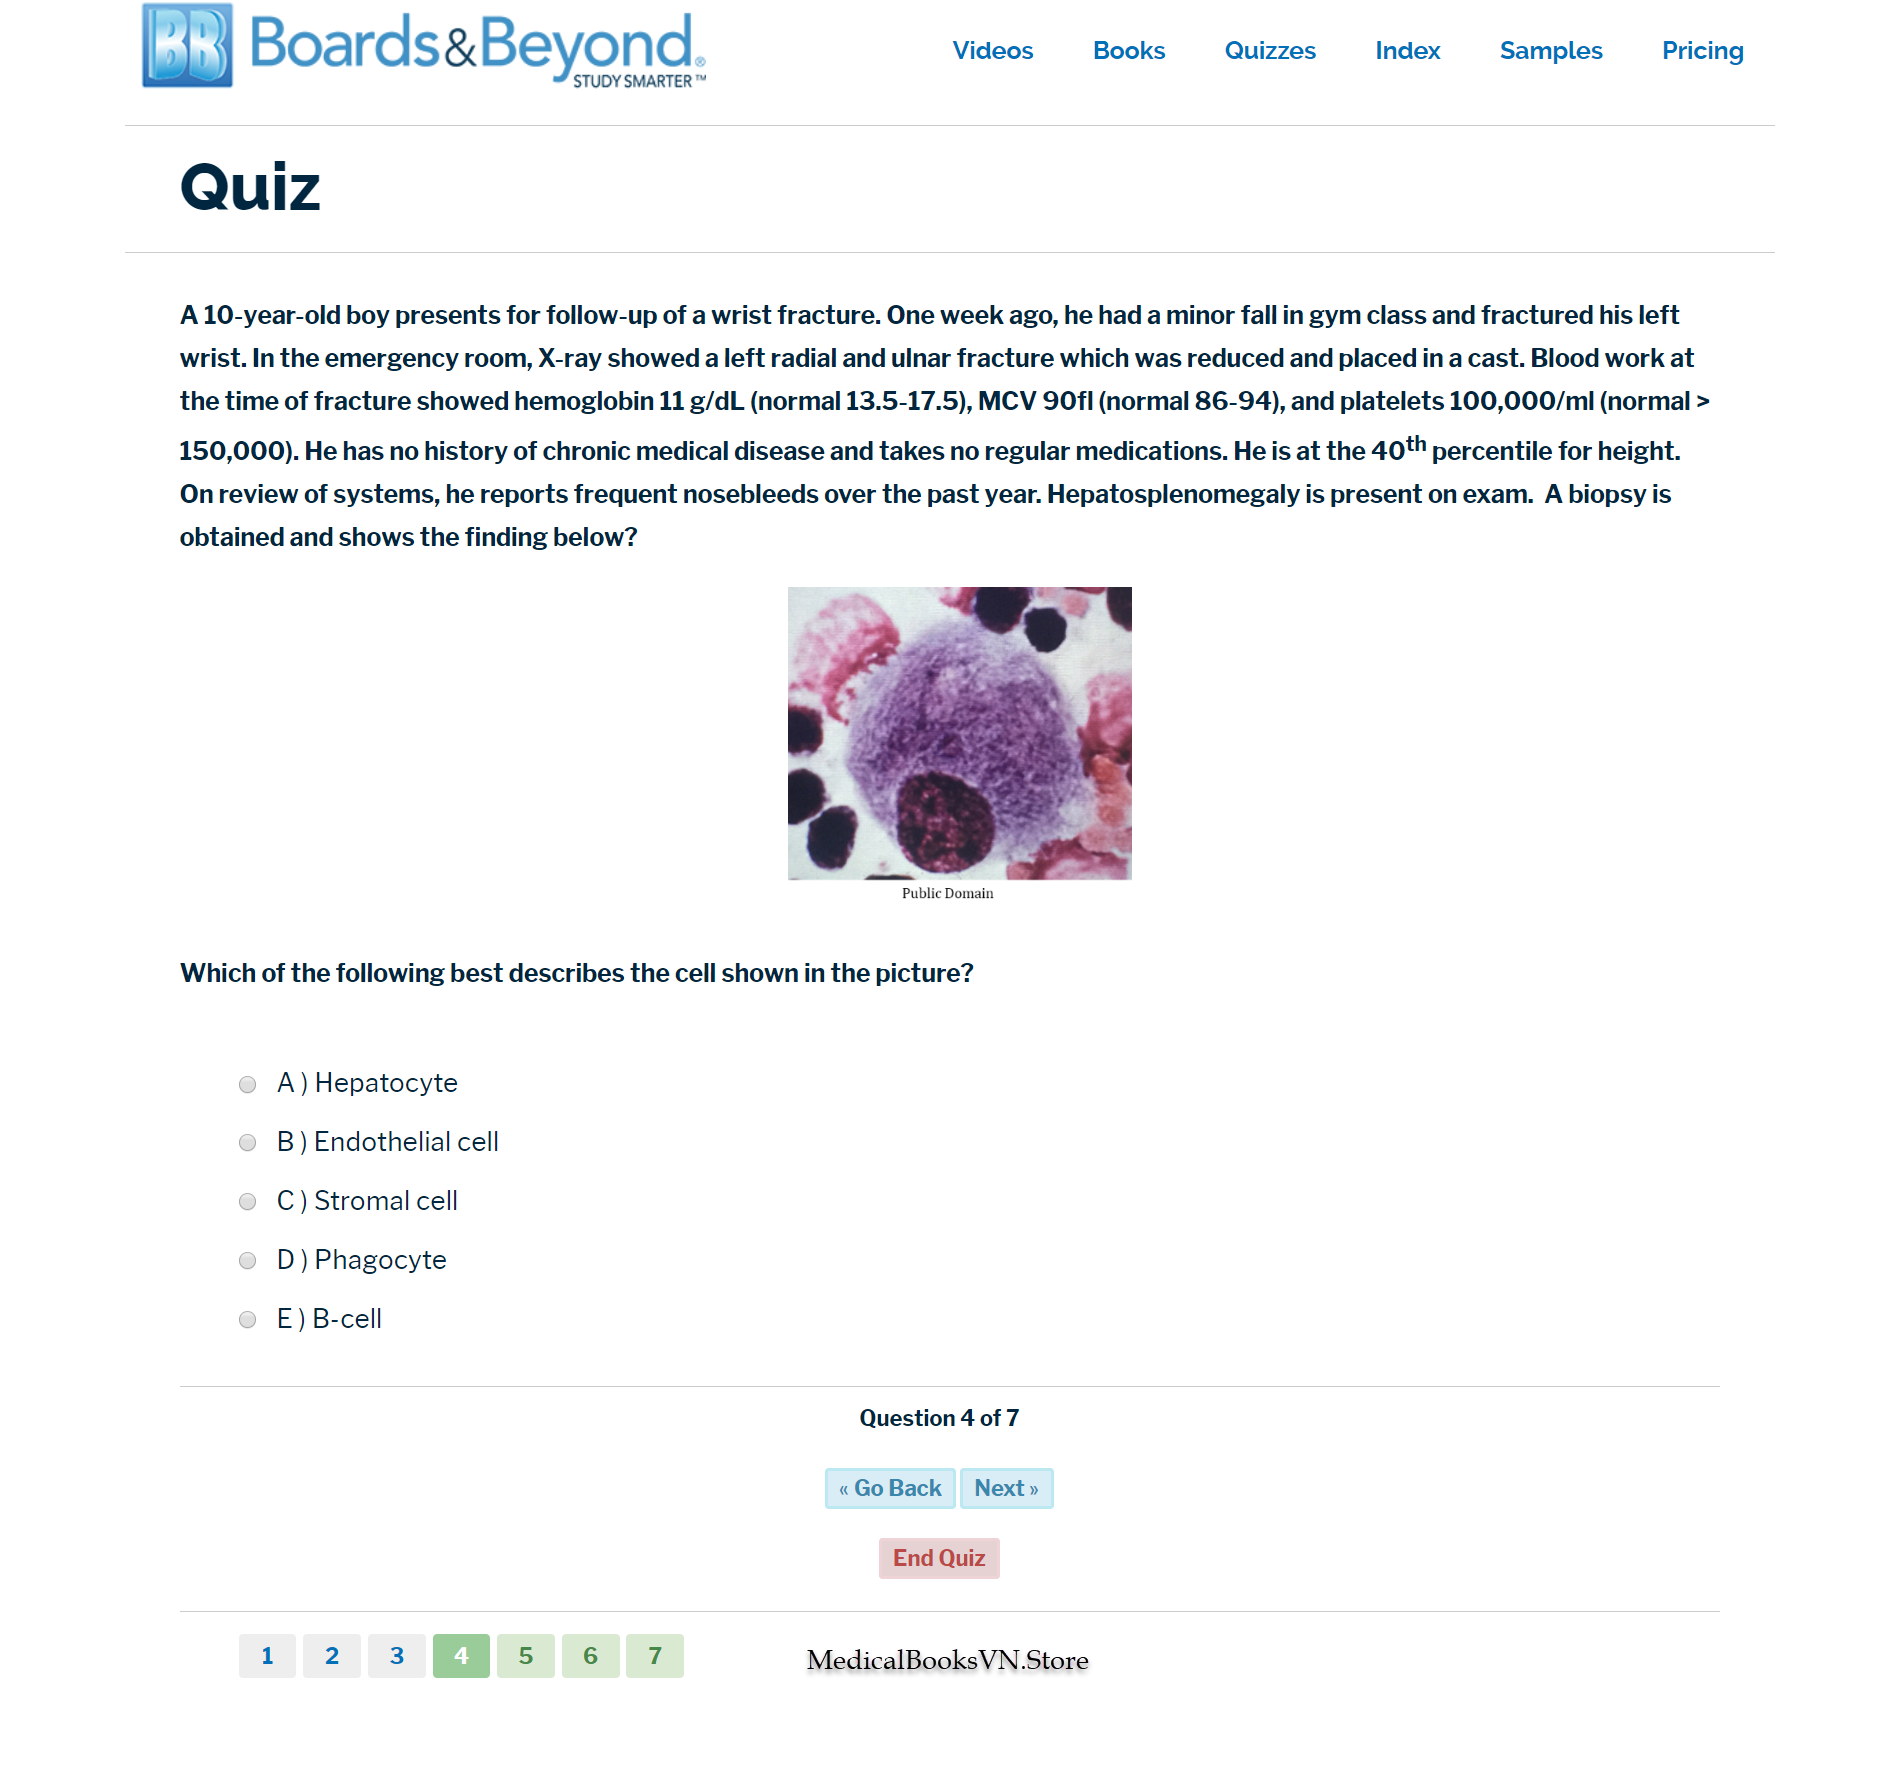 BB Boards&Beyond®
STUDY SMARTER™
Videos Books Quizzes Index Samples Pricing
Quiz
A 10-year-old boy presents for follow-up of a wrist fracture. One week ago, he had a minor fall in gym class and fractured his left
wrist. In the emergency room, X-ray showed a left radial and ulnar fracture which was reduced and placed in a cast. Blood work at
the time of fracture showed hemoglobin 11 g/dL (normal 13.5-17.5), MCV 90fl (normal 86-94), and platelets 100,000/ml (normal >
150,000). He has no history of chronic medical disease and takes no regular medications. He is at the 40th percentile for height.
On review of systems, he reports frequent nosebleeds over the past year. Hepatosplenomegaly is present on exam.  A biopsy is
obtained and shows the finding below?
Public Domain
Which of the following best describes the cell shown in the picture?
A ) Hepatocyte
B ) Endothelial cell
C ) Stromal cell
D ) Phagocyte
E ) B-cell
Question 4 of 7
« Go Back Next »
End Quiz
1 2 3 4 5 6 7
MedicalBooksVN.Store